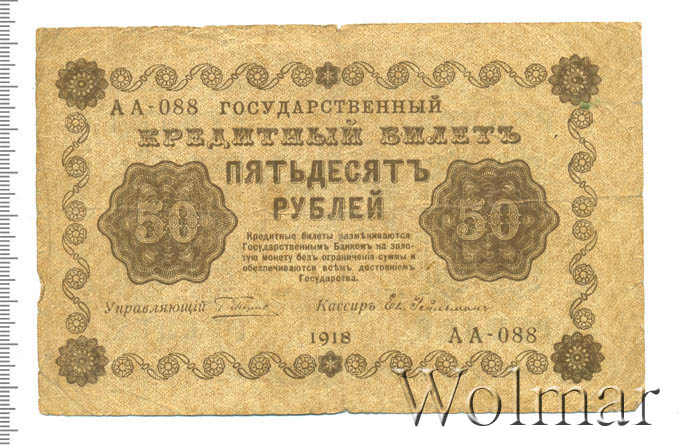 АА-088 ГОСУДАРСТВЕННЫЙ
КРЕДИТНЫЙ БИЛЕТЪ
ПЯТЬДЕСЯТЪ
РУБЛЕЙ
50
50
Кредитные билеты размѣниваются
Государственнымъ Банкомъ на золо-
тую монету безъ ограниченія суммы и
обезпечиваются всѣмъ достояніемъ
Государства.
Управляющій
Кассиръ
1918
АА-088
Wolmar